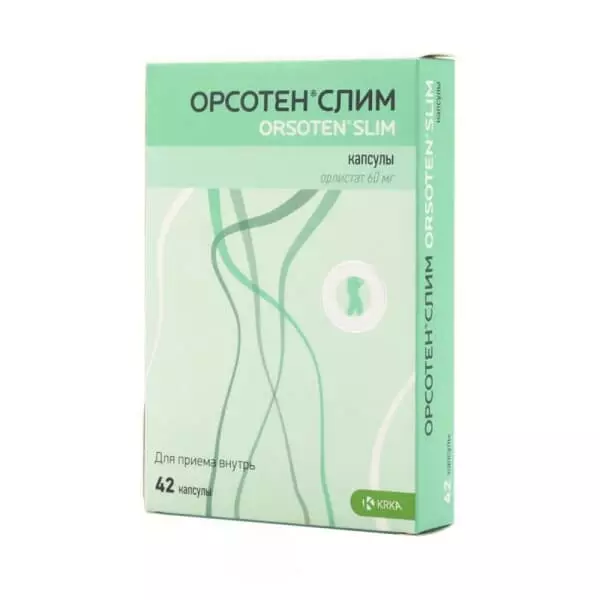 ОРСОТЕН® СЛИМ
ORSOTEN® SLIM
капсулы
орлистат 60 мг
Для приема внутрь
42 капсулы
KRKA
ОРСОТЕН® СЛИМ ORSOTEN® SLIM
42 капсулы
капсулы